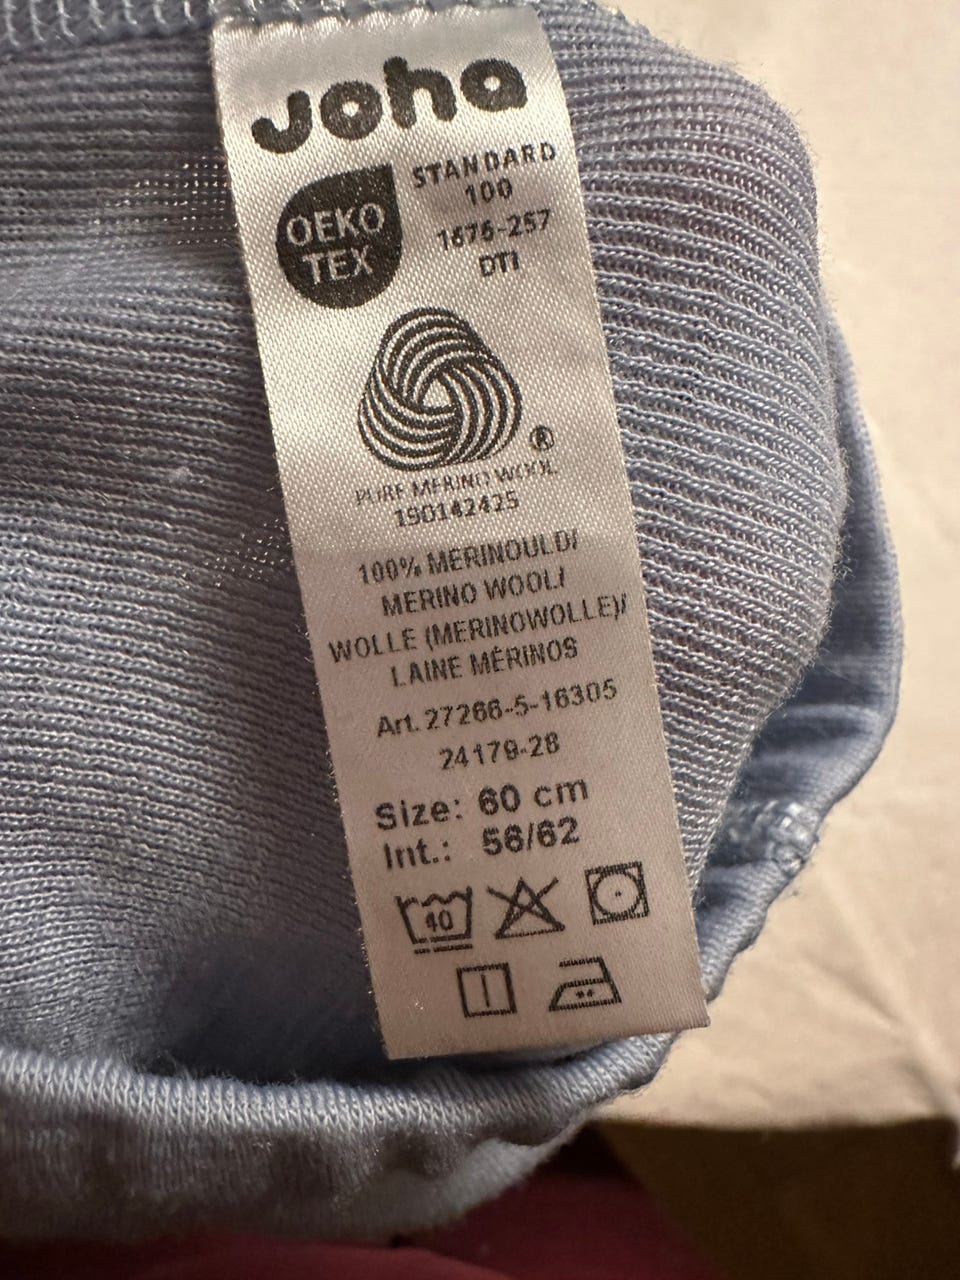 Joha
OEKO
TEX
STANDARD
100
1676-257
DTI
®
PURE MERINO WOOL
190142425
100% MERINOULD/
MERINO WOOL/
WOLLE (MERINOWOLLE)/
LAINE MÉRINOS
Art. 27266-5-16305
24179-28
Size: 60 cm
Int.: 56/62
40